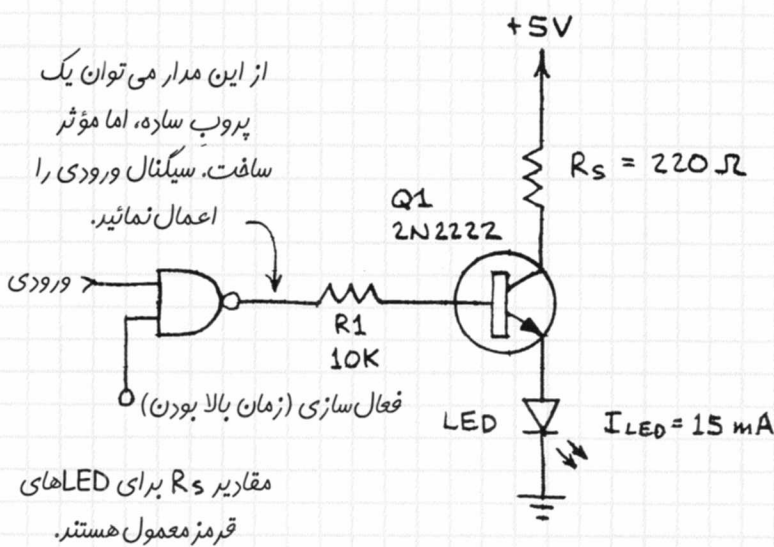 +5V
از این مدار می‌توان یک
پروبِ ساده، اما مؤثر
ساخت. سیگنال ورودی را
اعمال نمائید.
Rs = 220 Ω
Q1
2N2222
ورودی
R1
10K
فعال‌سازی (زمان بالا بودن)
LED
ILED = 15 mA
مقادیر Rs برای LEDهای
قرمز معمول هستند.